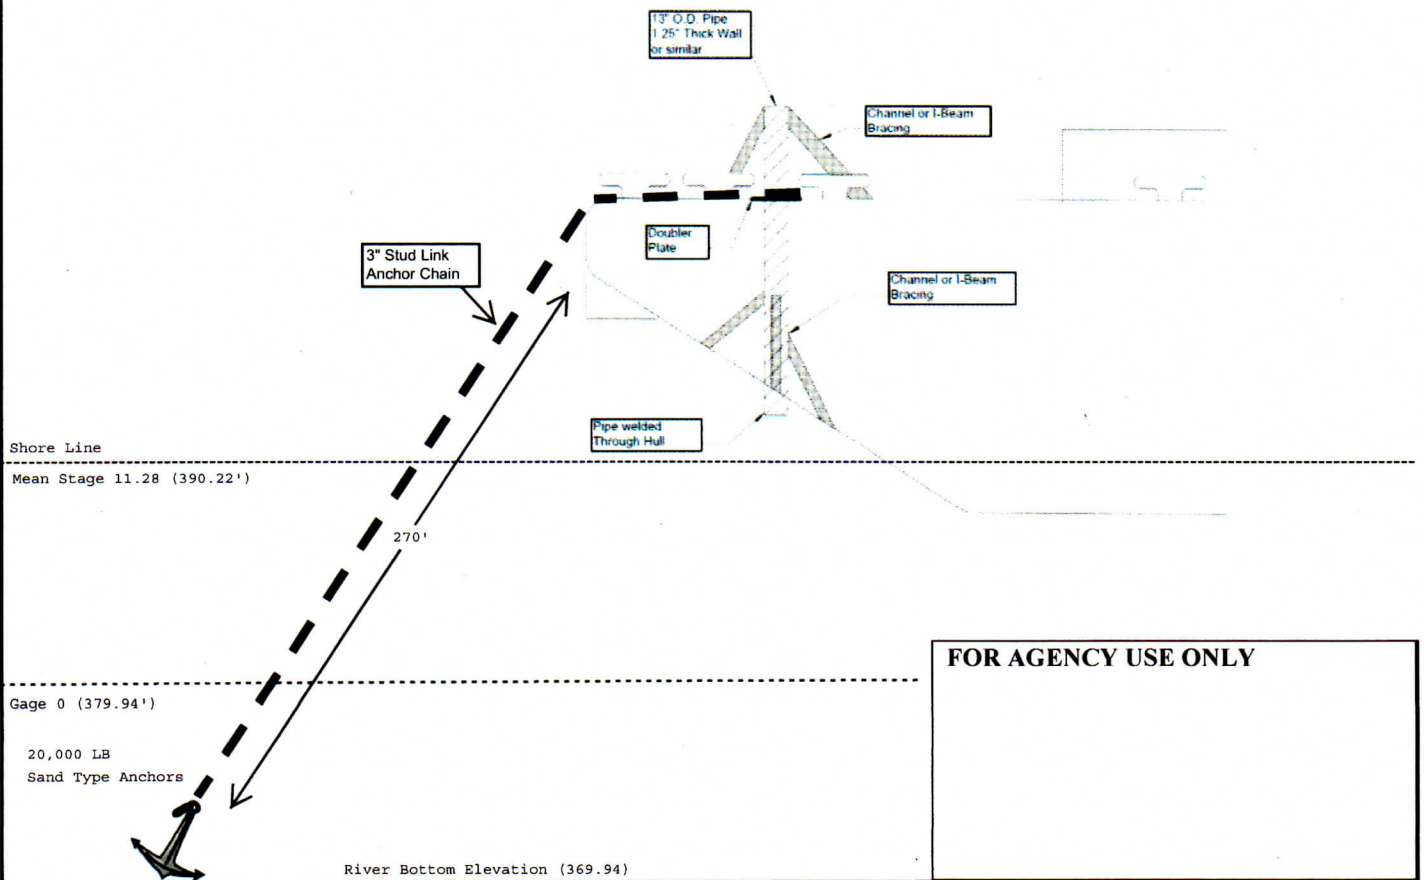 13" O.D. Pipe
1.25" Thick Wall
or similar
Channel or I-Beam
Bracing
3" Stud Link
Anchor Chain
Doubler
Plate
Channel or I-Beam
Bracing
Pipe welded
Through Hull
Shore Line
Mean Stage 11.28 (390.22')
270'
FOR AGENCY USE ONLY
Gage 0 (379.94')
20,000 LB
Sand Type Anchors
River Bottom Elevation (369.94)